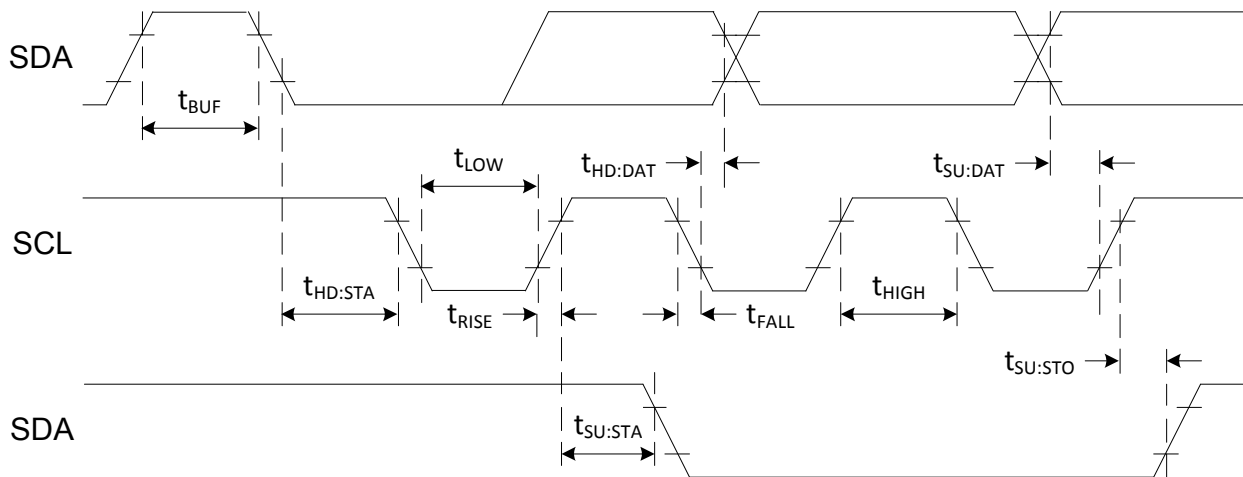 SDA
t_BUF
t_LOW
t_HD:DAT
t_SU:DAT
SCL
t_HD:STA
t_RISE
t_FALL
t_HIGH
t_SU:STO
SDA
t_SU:STA